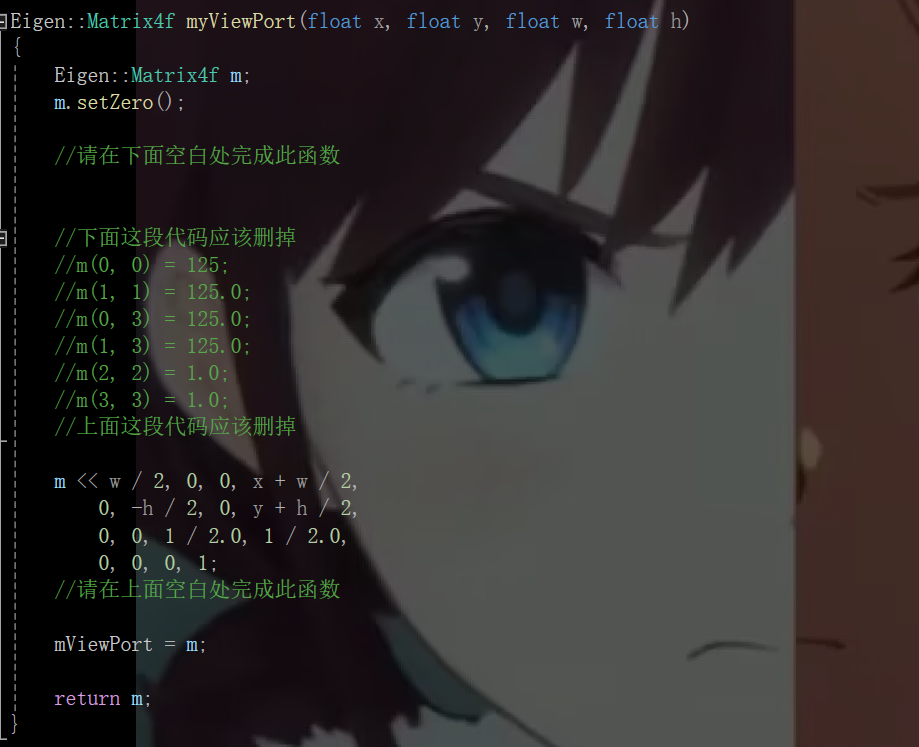 Eigen::Matrix4f myViewPort(float x, float y, float w, float h)
{
Eigen::Matrix4f m;
m.setZero();
//请在下面空白处完成此函数
//下面这段代码应该删掉
//m(0, 0) = 125;
//m(1, 1) = 125.0;
//m(0, 3) = 125.0;
//m(1, 3) = 125.0;
//m(2, 2) = 1.0;
//m(3, 3) = 1.0;
//上面这段代码应该删掉
m << w / 2, 0, 0, x + w / 2,
0, -h / 2, 0, y + h / 2,
0, 0, 1 / 2.0, 1 / 2.0,
0, 0, 0, 1;
//请在上面空白处完成此函数
mViewPort = m;
return m;
}